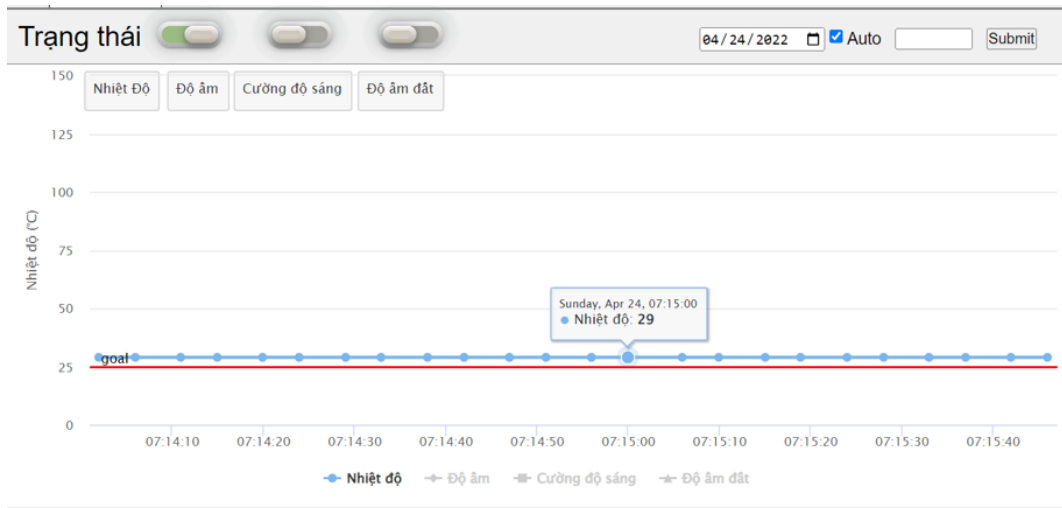 Trạng thái 04/24/2022 Auto Submit
150
Nhiệt Độ Độ ẩm Cường độ sáng Độ ẩm đất
125
100
75
50
25
0
Nhiệt độ (℃)
Sunday, Apr 24, 07:15:00
Nhiệt độ: 29
goal
07:14:10 07:14:20 07:14:30 07:14:40 07:14:50 07:15:00 07:15:10 07:15:20 07:15:30 07:15:40
Nhiệt độ Độ ẩm Cường độ sáng Độ ẩm đất